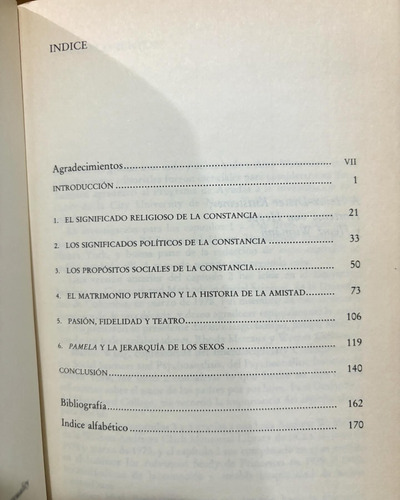 INDICE
Agradecimientos VII
INTRODUCCIÓN 1
1. EL SIGNIFICADO RELIGIOSO DE LA CONSTANCIA 21
2. LOS SIGNIFICADOS POLÍTICOS DE LA CONSTANCIA 33
3. LOS PROPÓSITOS SOCIALES DE LA CONSTANCIA 50
4. EL MATRIMONIO PURITANO Y LA HISTORIA DE LA AMISTAD 73
5. PASIÓN, FIDELIDAD Y TEATRO 106
6. PAMELA Y LA JERARQUÍA DE LOS SEXOS 119
CONCLUSIÓN 140
Bibliografía 162
Indice alfabético 170